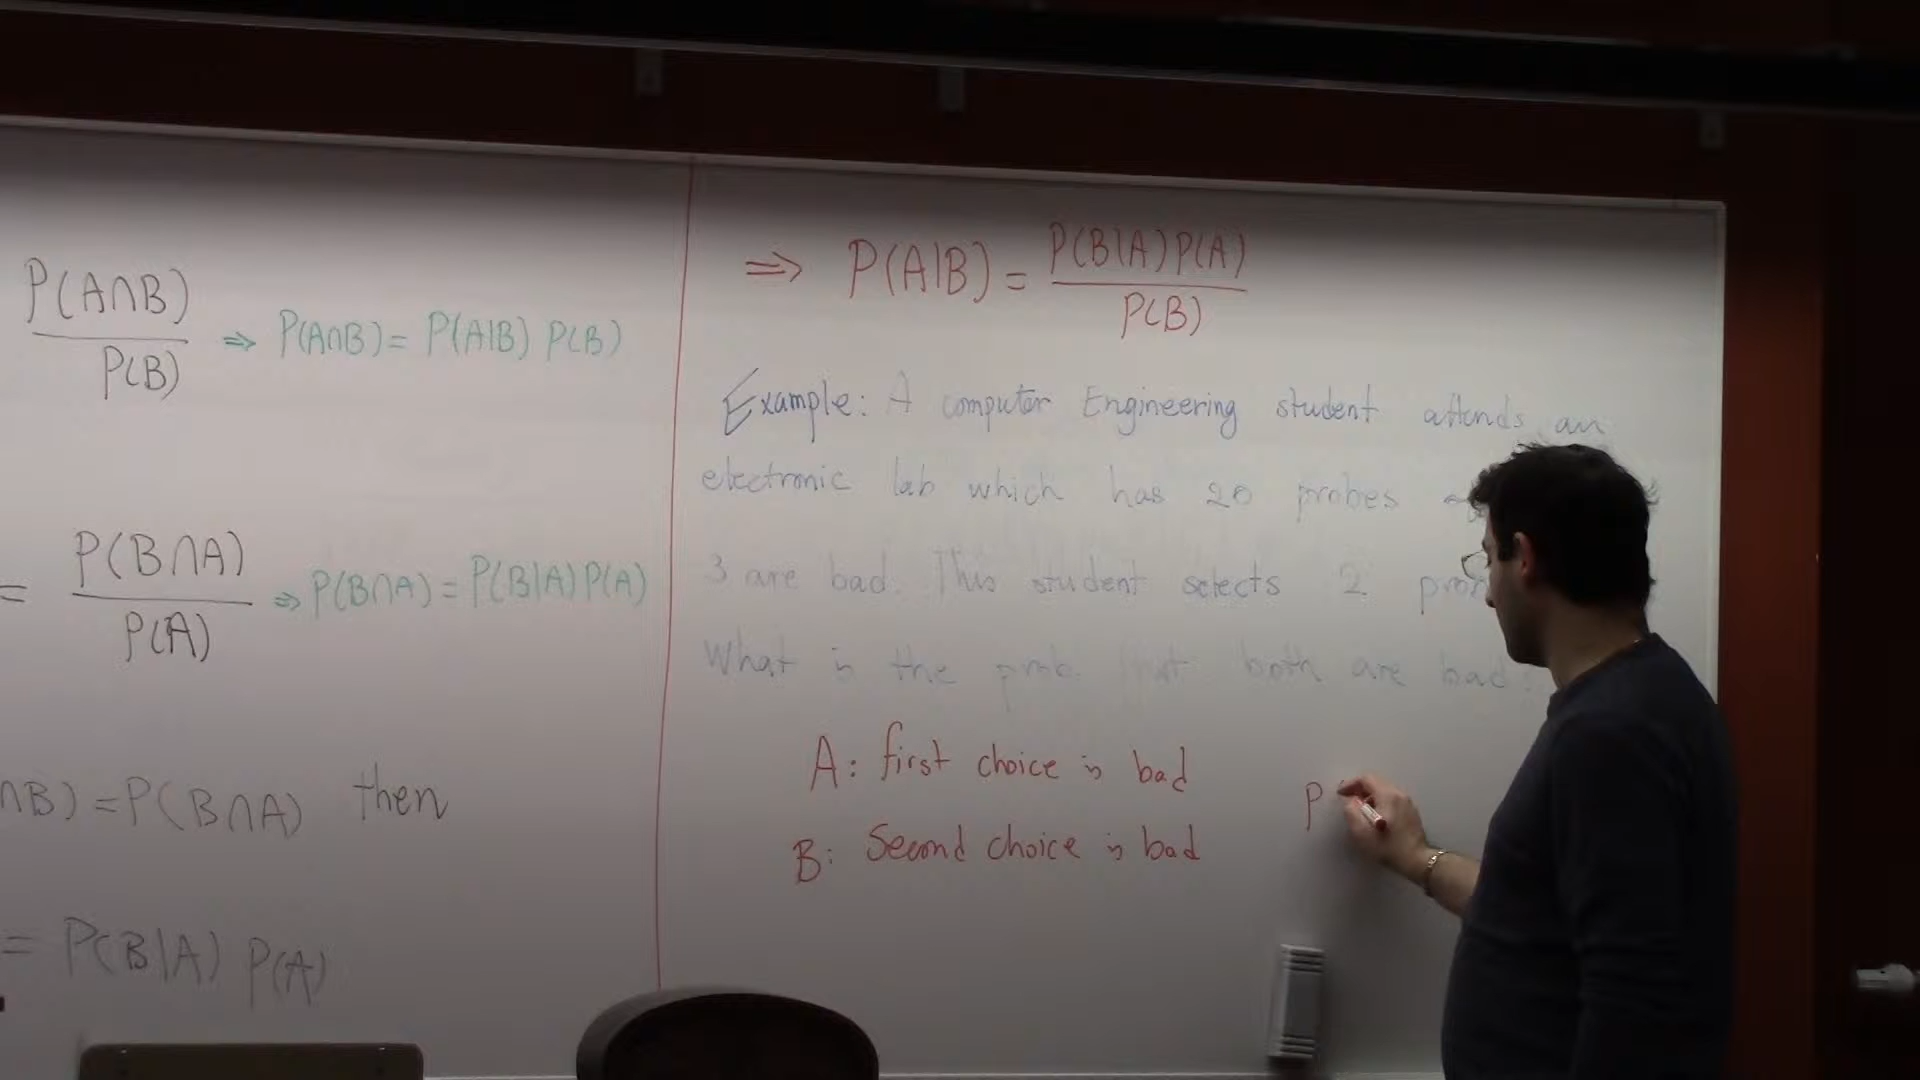 P(A∩B)
P(B)
⇒ P(A∩B) = P(A|B) P(B)
= P(B∩A)
P(A)
⇒ P(B∩A) = P(B|A) P(A)
∩B) = P(B∩A) then
= P(B|A) P(A)
⇒ P(A|B) = P(B|A) P(A)
P(B)
Example: A computer Engineering student attends an
electronic lab which has 20 probes
3 are bad. This student selects 2
What is the prob. that both are bad?
A: first choice is bad
B: Second choice is bad
P